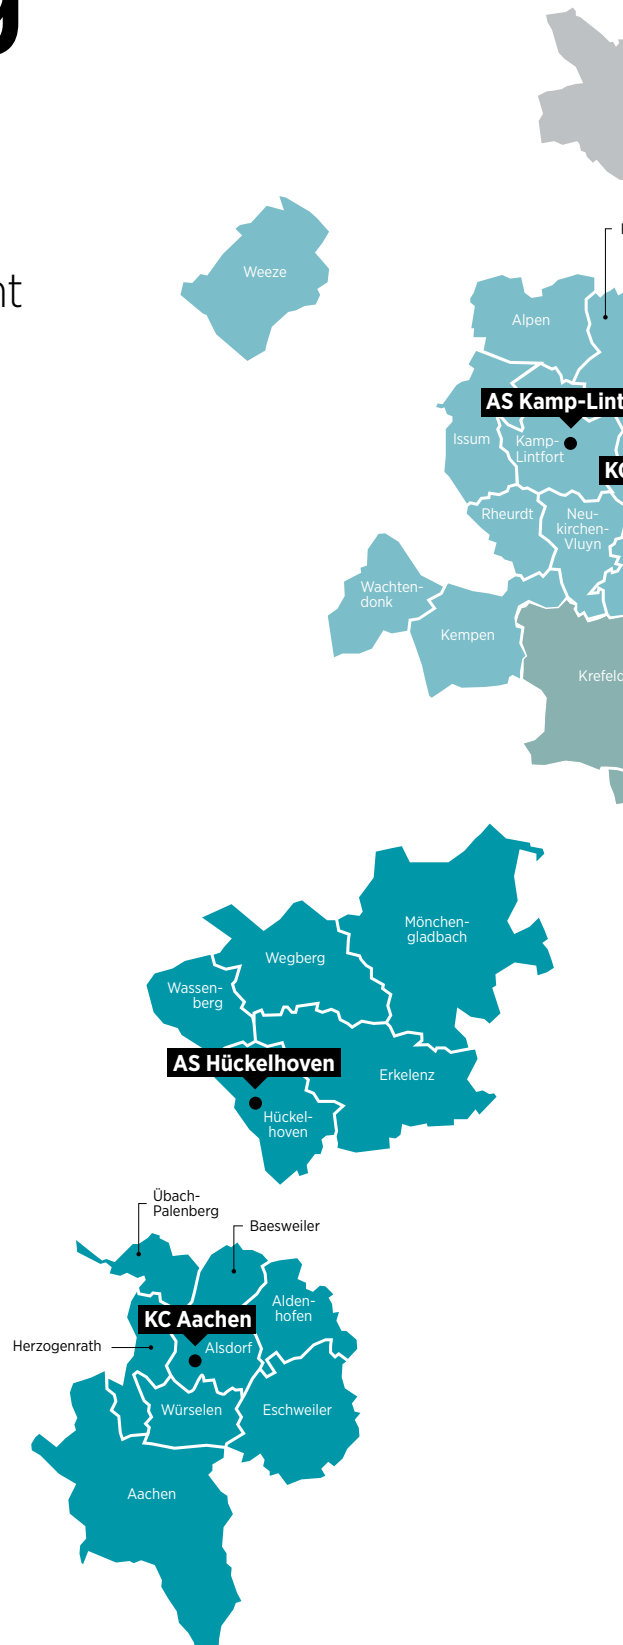 g
nt
Weeze
Alpen
AS Kamp-Lint
Issum
Kamp-
Lintfort
KC
Rheurdt
Neu-
kirchen-
Vluyn
Wachten-
donk
Kempen
Krefeld
Mönchen-
gladbach
Wegberg
Wassen-
berg
AS Hückelhoven
Erkelenz
Hückel-
hoven
Übach-
Palenberg
Baesweiler
Alden-
hofen
KC Aachen
Herzogenrath
Alsdorf
Würselen
Eschweiler
Aachen